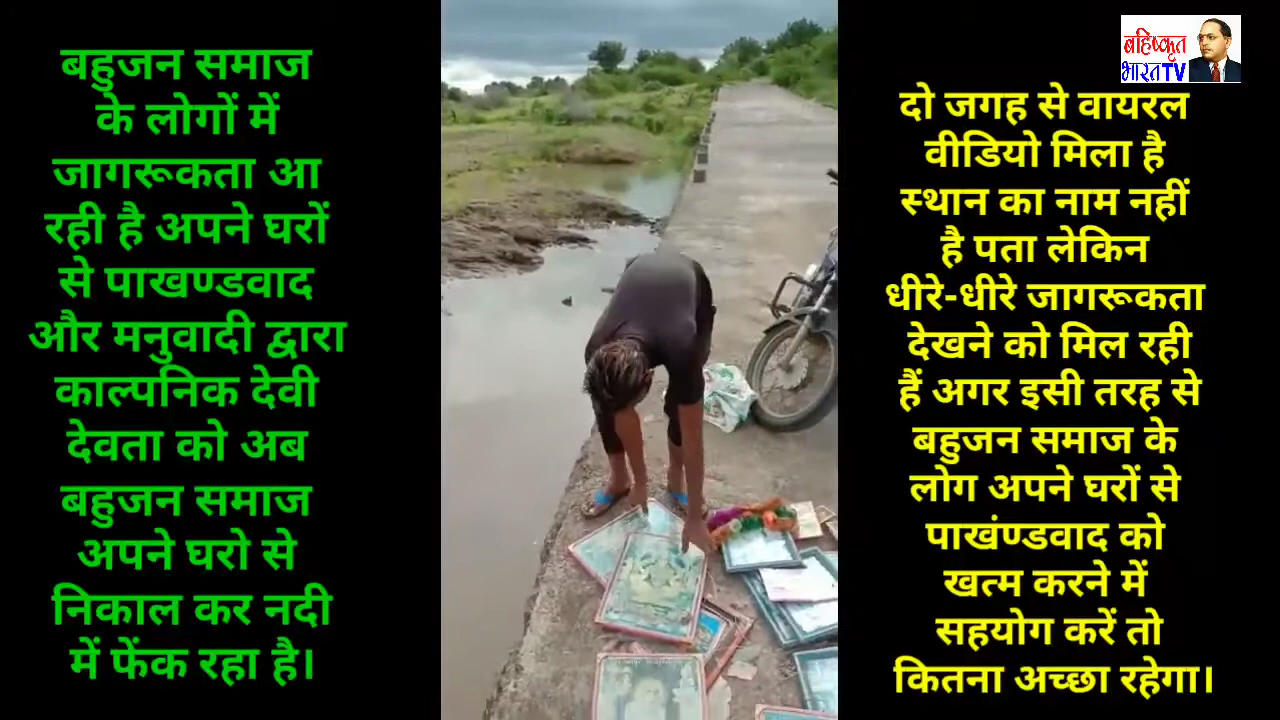 बहुजन समाज
के लोगों में
जागरूकता आ
रही है अपने घरों
से पाखण्डवाद
और मनुवादी द्वारा
काल्पनिक देवी
देवता को अब
बहुजन समाज
अपने घरो से
निकाल कर नदी
में फेंक रहा है।
बहिष्कृत
भारत TV
दो जगह से वायरल
वीडियो मिला है
स्थान का नाम नहीं
है पता लेकिन
धीरे-धीरे जागरूकता
देखने को मिल रही
हैं अगर इसी तरह से
बहुजन समाज के
लोग अपने घरों से
पाखंण्डवाद को
खत्म करने में
सहयोग करें तो
कितना अच्छा रहेगा।